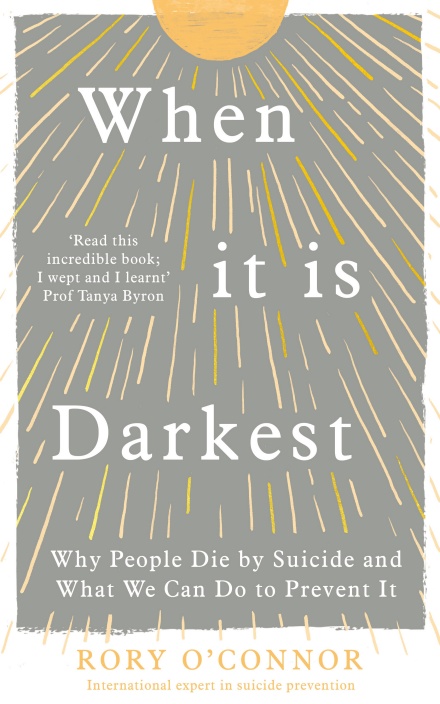 When
it is
Darkest
‘Read this
incredible book;
I wept and I learnt’
Prof Tanya Byron
Why People Die by Suicide and
What We Can Do to Prevent It
RORY O’CONNOR
International expert in suicide prevention